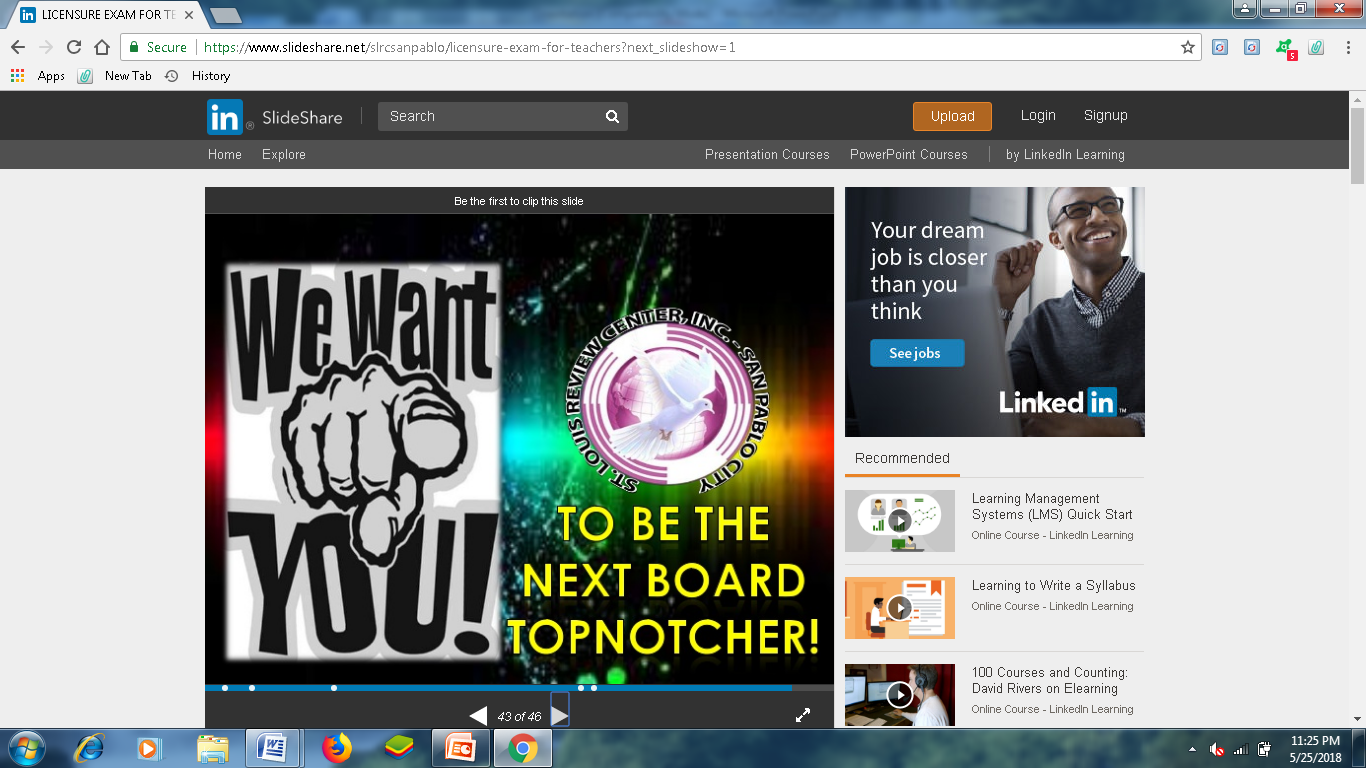 LICENSURE EXAM FOR TE
Secure
https://www.slideshare.net/slrcsanpablo/licensure-exam-for-teachers?next_slideshow=1
Apps
New Tab
History
in ® SlideShare
Search
Upload
Login
Signup
Home
Explore
Presentation Courses
PowerPoint Courses
by LinkedIn Learning
Be the first to clip this slide
We Want
YOU!
ST. LOUIS REVIEW CENTER, INC. - SAN PABLO CITY
TO BE THE
NEXT BOARD
TOPNOTCHER!
43 of 46
Your dream
job is closer
than you
think
See jobs
Linked in ™
Recommended
Learning Management
Systems (LMS) Quick Start
Online Course - LinkedIn Learning
Learning to Write a Syllabus
Online Course - LinkedIn Learning
100 Courses and Counting:
David Rivers on Elearning
Online Course - LinkedIn Learning
11:25 PM
5/25/2018